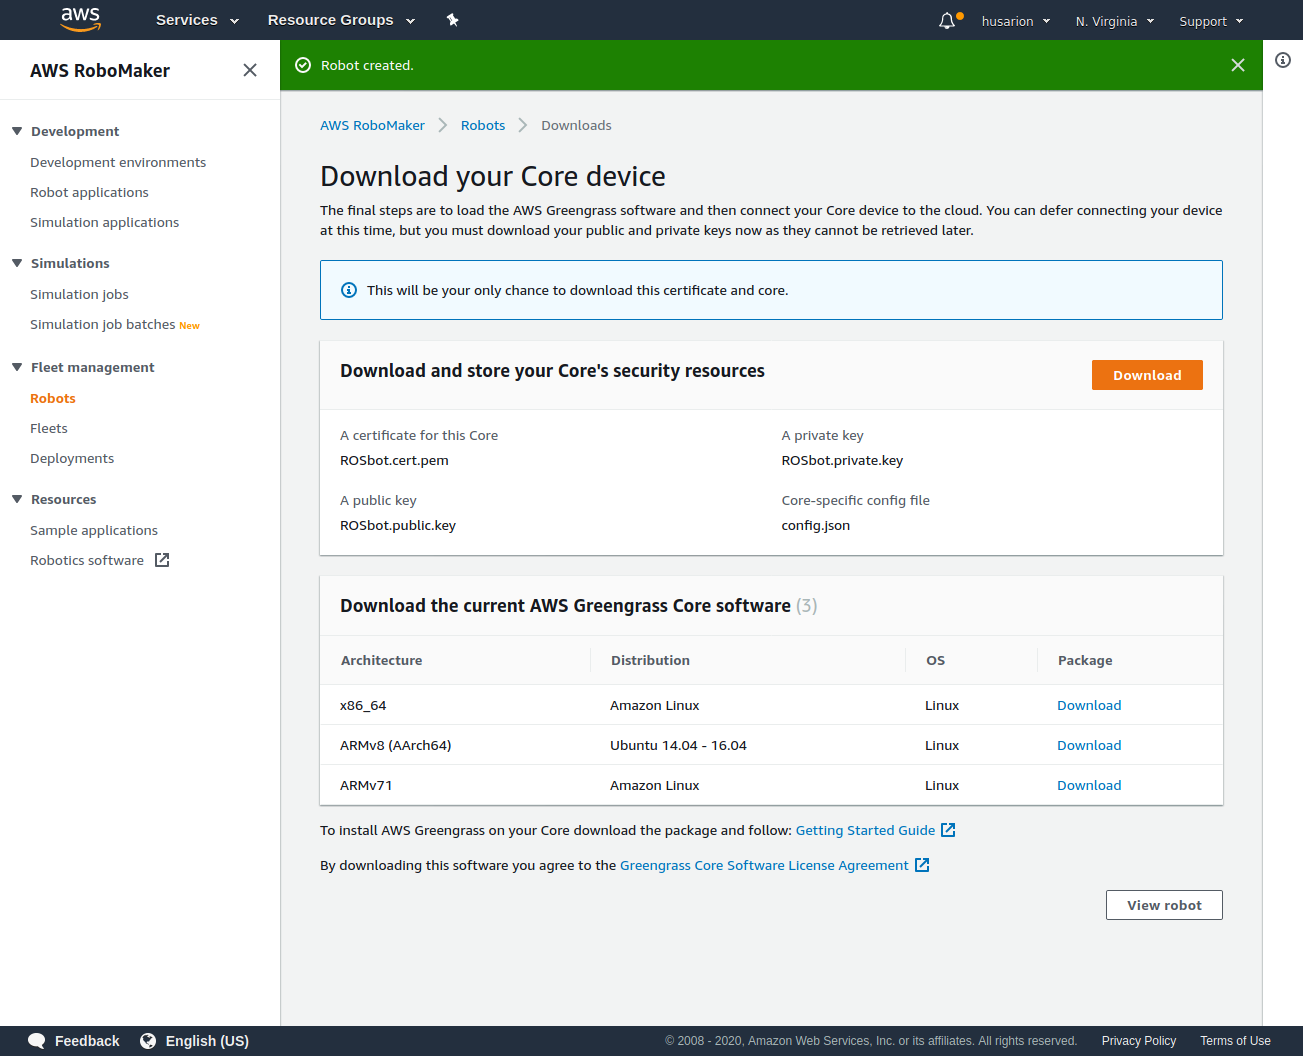 aws
Services
Resource Groups
husarion
N. Virginia
Support
AWS RoboMaker
Development
Development environments
Robot applications
Simulation applications
Simulations
Simulation jobs
Simulation job batches New
Fleet management
Robots
Fleets
Deployments
Resources
Sample applications
Robotics software
Robot created.
AWS RoboMaker
Robots
Downloads
Download your Core device
The final steps are to load the AWS Greengrass software and then connect your Core device to the cloud. You can defer connecting your device
at this time, but you must download your public and private keys now as they cannot be retrieved later.
This will be your only chance to download this certificate and core.
Download and store your Core's security resources
Download
A certificate for this Core
ROSbot.cert.pem
A private key
ROSbot.private.key
A public key
ROSbot.public.key
Core-specific config file
config.json
Download the current AWS Greengrass Core software (3)
Architecture Distribution OS Package
x86_64 Amazon Linux Linux Download
ARMv8 (AArch64) Ubuntu 14.04 - 16.04 Linux Download
ARMv71 Amazon Linux Linux Download
To install AWS Greengrass on your Core download the package and follow: Getting Started Guide
By downloading this software you agree to the Greengrass Core Software License Agreement
View robot
Feedback
English (US)
© 2008 - 2020, Amazon Web Services, Inc. or its affiliates. All rights reserved.
Privacy Policy
Terms of Use